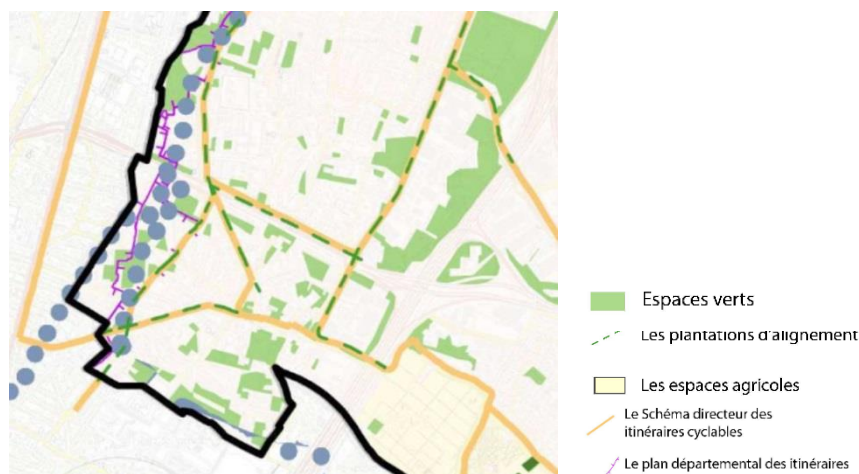 Espaces verts
Les plantations d'alignement
Les espaces agricoles
Le Schéma directeur des
itinéraires cyclables
Le plan départemental des itinéraires